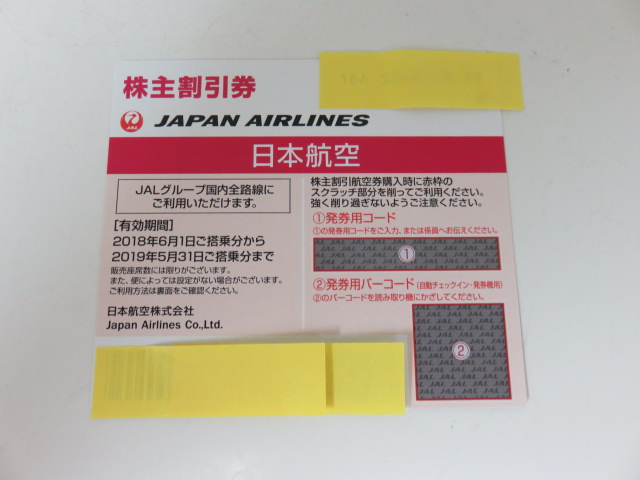 株主割引券
JAL
JAPAN AIRLINES
日本航空
JALグループ国内全路線に
ご利用いただけます。
[有効期間]
2018年6月1日ご搭乗分から
2019年5月31日ご搭乗分まで
販売座席数には限りがございます。
また、便によっては設定がない場合がございます。
ご利用方法は裏面をご確認ください。
日本航空株式会社
Japan Airlines Co.,Ltd.
株主割引航空券購入時に赤枠の
スクラッチ部分を削ってご利用ください。
強く削り過ぎないようご注意ください。
①発券用コード
①の発券用コードをご入力、または係員へお伝えください。
①
②発券用バーコード(自動チェックイン・発券機用)
②のバーコードを読み取り機にかざしてください。
②